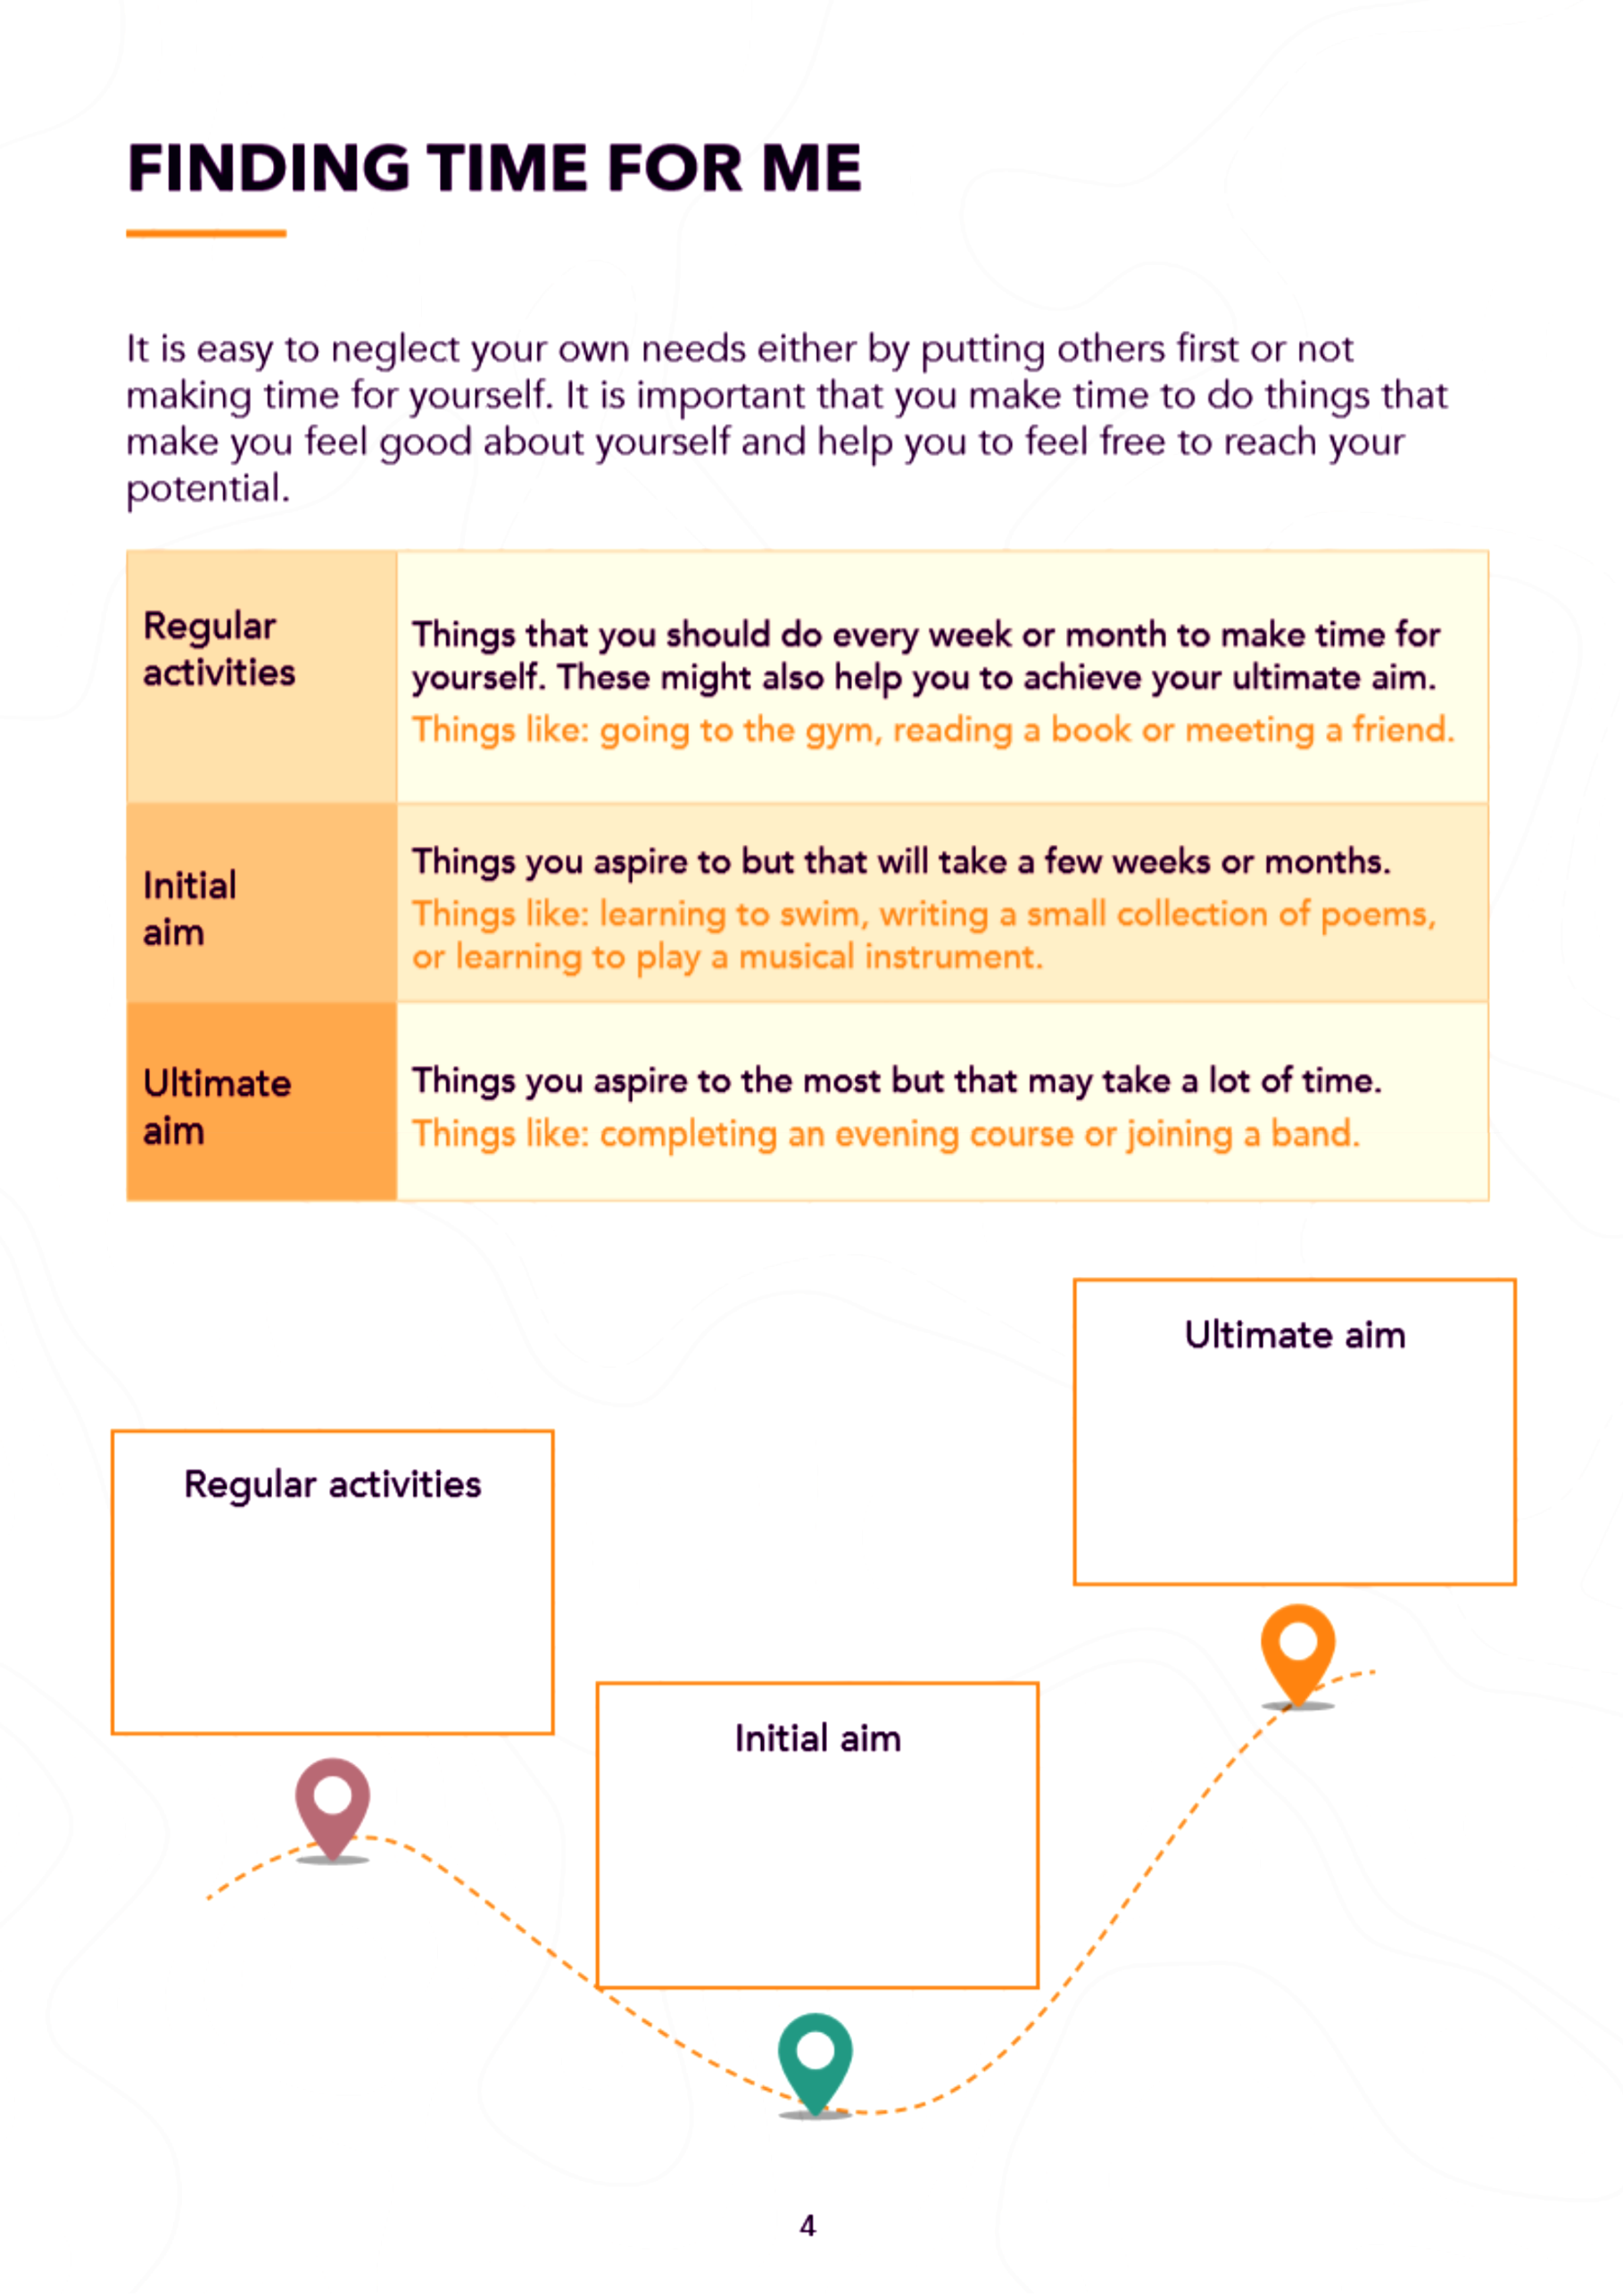 FINDING TIME FOR ME
It is easy to neglect your own needs either by putting others first or not
making time for yourself. It is important that you make time to do things that
make you feel good about yourself and help you to feel free to reach your
potential.
Regular
activities
Things that you should do every week or month to make time for
yourself. These might also help you to achieve your ultimate aim.
Things like: going to the gym, reading a book or meeting a friend.
Initial
aim
Things you aspire to but that will take a few weeks or months.
Things like: learning to swim, writing a small collection of poems,
or learning to play a musical instrument.
Ultimate
aim
Things you aspire to the most but that may take a lot of time.
Things like: completing an evening course or joining a band.
Ultimate aim
Regular activities
Initial aim
4